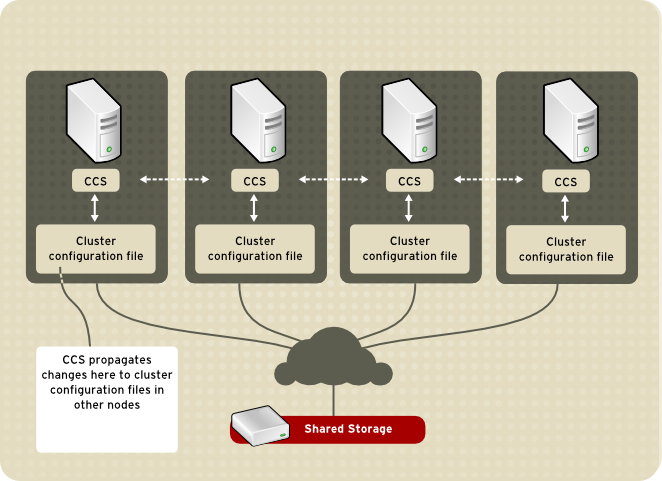 CCS
CCS
CCS
CCS
Cluster
configuration file
Cluster
configuration file
Cluster
configuration file
Cluster
configuration file
CCS propagates
changes here to cluster
configuration files in
other nodes
Shared Storage